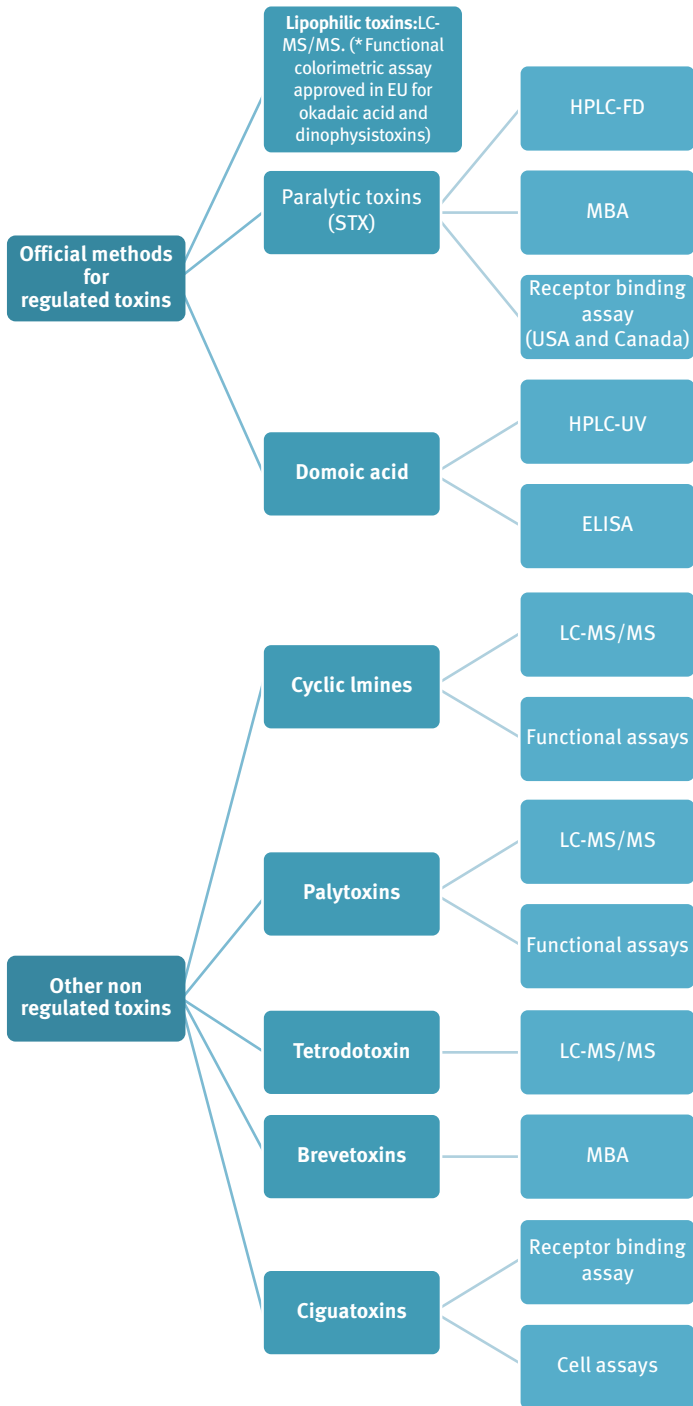 Official methods
for
regulated toxins
Lipophilic toxins:LC-
MS/MS. (* Functional
colorimetric assay
approved in EU for
okadaic acid and
dinophysistoxins)
Paralytic toxins
(STX)
HPLC-FD
MBA
Receptor binding
assay
(USA and Canada)
Domoic acid
HPLC-UV
ELISA
Other non
regulated toxins
Cyclic lmines
LC-MS/MS
Functional assays
Palytoxins
LC-MS/MS
Functional assays
Tetrodotoxin
LC-MS/MS
Brevetoxins
MBA
Ciguatoxins
Receptor binding
assay
Cell assays